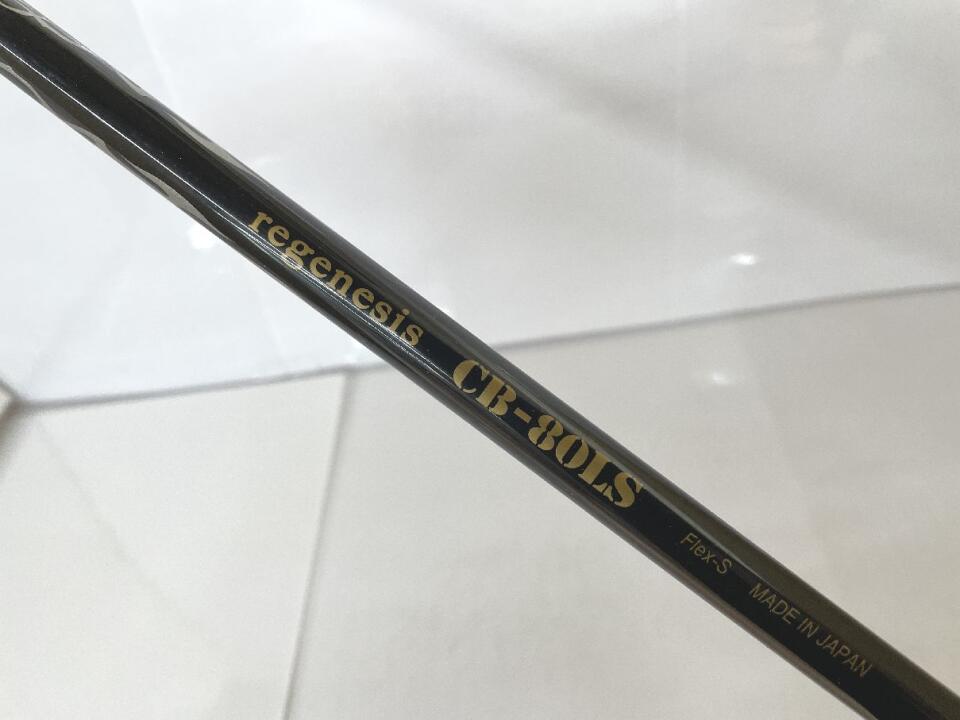 regenesis CB-80LS Flex-S MADE IN JAPAN